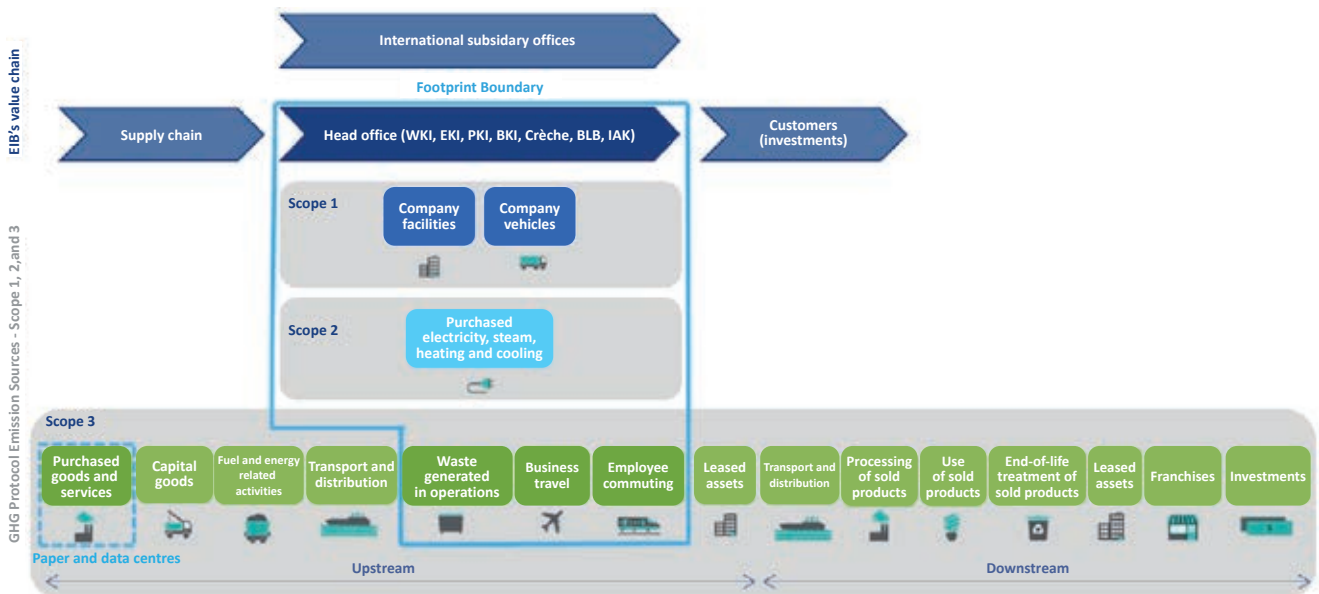 International subsidary offices
EIB's value chain
Footprint Boundary
Supply chain
Head office (WKI, EKI, PKI, BKI, Crèche, BLB, IAK)
Customers
(investments)
GHG Protocol Emission Sources - Scope 1, 2,and 3
Scope 1
Company
facilities
Company
vehicles
Scope 2
Purchased
electricity, steam,
heating and cooling
Scope 3
Purchased
goods and
services
Capital
goods
Fuel and energy
related
activities
Transport and
distribution
Waste
generated
in operations
Business
travel
Employee
commuting
Leased
assets
Transport and
distribution
Processing
of sold
products
Use
of sold
products
End-of-life
treatment of
sold products
Leased
assets
Franchises
Investments
Paper and data centres
Upstream
Downstream